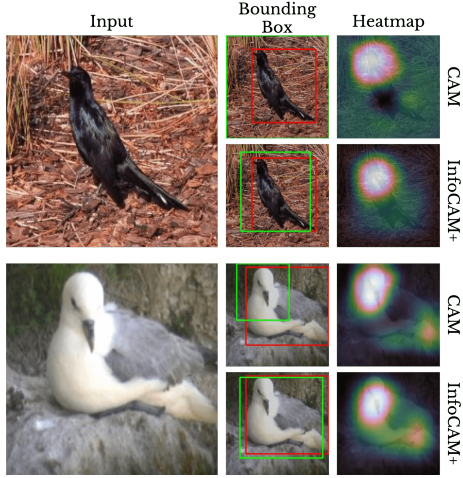 Input
Bounding
Box
Heatmap
CAM
InfoCAM+
CAM
InfoCAM+